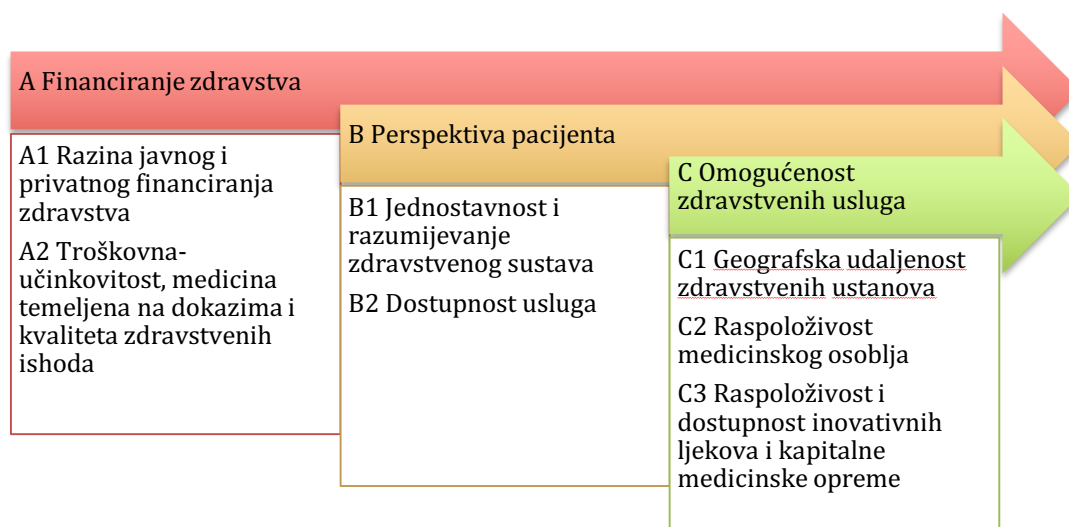 A Financiranje zdravstva
A1 Razina javnog i
privatnog financiranja
zdravstva
A2 Troškovna-
učinkovitost, medicina
temeljena na dokazima i
kvaliteta zdravstvenih
ishoda
B Perspektiva pacijenta
B1 Jednostavnost i
razumijevanje
zdravstvenog sustava
B2 Dostupnost usluga
C Omogućenost
zdravstvenih usluga
C1 Geografska udaljenost
zdravstvenih ustanova
C2 Raspoloživost
medicinskog osoblja
C3 Raspoloživost i
dostupnost inovativnih
ljekova i kapitalne
medicinske opreme